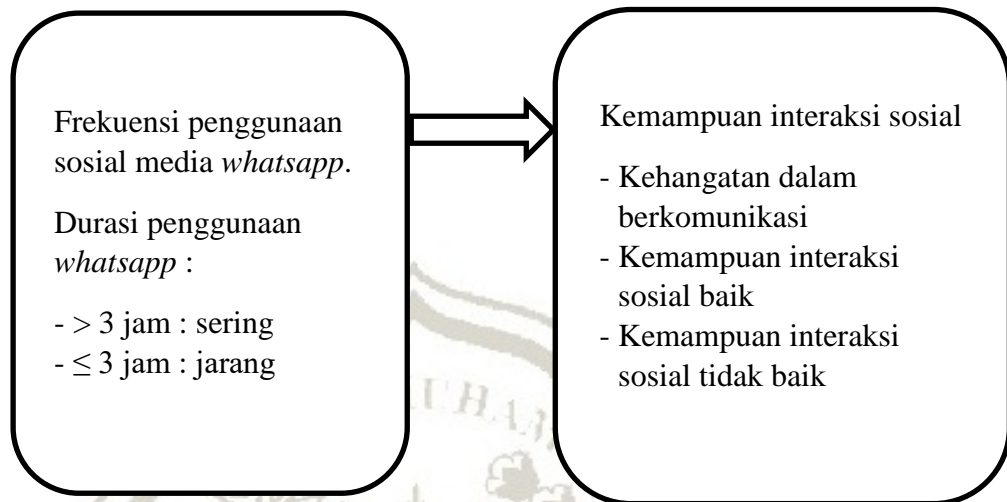 Frekuensi penggunaan
sosial media whatsapp.
Durasi penggunaan
whatsapp :
- > 3 jam : sering
- ≤ 3 jam : jarang
Kemampuan interaksi sosial
- Kehangatan dalam
berkomunikasi
- Kemampuan interaksi
sosial baik
- Kemampuan interaksi
sosial tidak baik